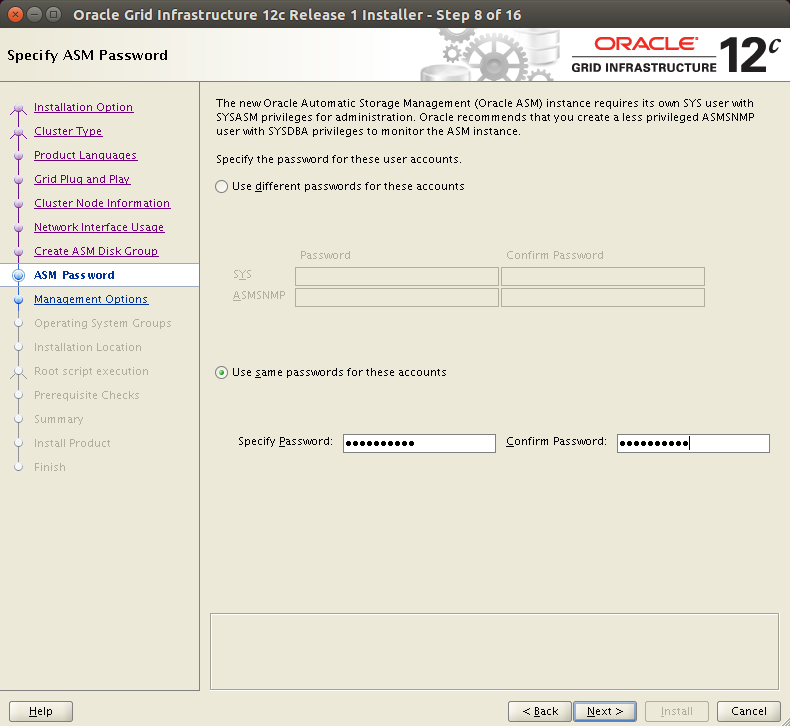 Oracle Grid Infrastructure 12c Release 1 Installer - Step 8 of 16
Specify ASM Password
ORACLE®
GRID INFRASTRUCTURE 12c
Installation Option
Cluster Type
Product Languages
Grid Plug and Play
Cluster Node Information
Network Interface Usage
Create ASM Disk Group
ASM Password
Management Options
Operating System Groups
Installation Location
Root script execution
Prerequisite Checks
Summary
Install Product
Finish
The new Oracle Automatic Storage Management (Oracle ASM) instance requires its own SYS user with
SYSASM privileges for administration. Oracle recommends that you create a less privileged ASMSNMP
user with SYSDBA privileges to monitor the ASM instance.
Specify the password for these user accounts.
Use different passwords for these accounts
Password Confirm Password
SYS
ASMSNMP
Use same passwords for these accounts
Specify Password: ●●●●●●●●●● Confirm Password: ●●●●●●●●●●
Help < Back Next > Install Cancel